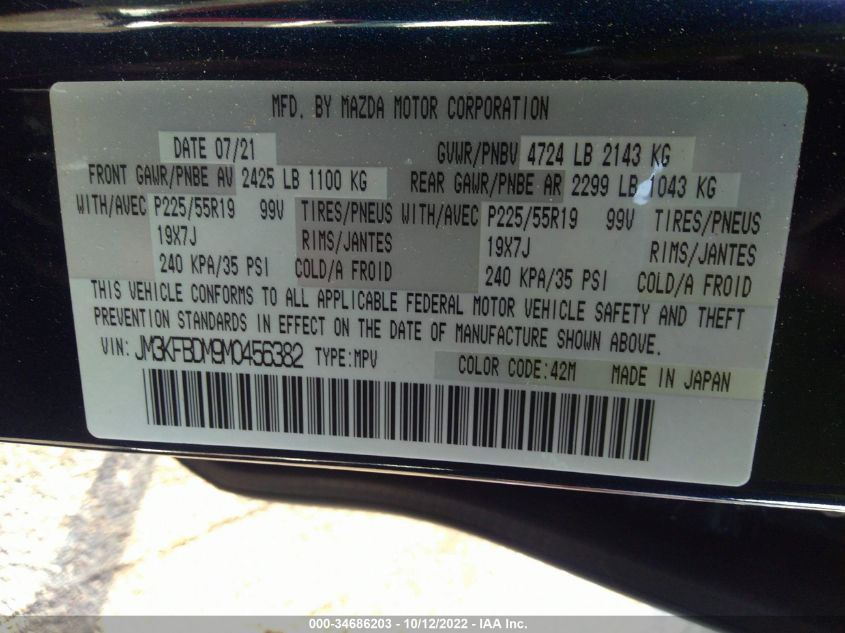 MFD. BY MAZDA MOTOR CORPORATION
DATE 07/21 GVWR/PNBV 4724 LB 2143 KG
FRONT GAWR/PNBE AV 2425 LB 1100 KG REAR GAWR/PNBE AR 2299 LB 1043 KG
WITH/AVEC P225/55R19 99V TIRES/PNEUS WITH/AVEC P225/55R19 99V TIRES/PNEUS
19X7J RIMS/JANTES 19X7J RIMS/JANTES
240 KPA/35 PSI COLD/A FROID 240 KPA/35 PSI COLD/A FROID
THIS VEHICLE CONFORMS TO ALL APPLICABLE FEDERAL MOTOR VEHICLE SAFETY AND THEFT
PREVENTION STANDARDS IN EFFECT ON THE DATE OF MANUFACTURE SHOWN ABOVE.
VIN: JM3KFBDM9M0456382 TYPE:MPV COLOR CODE:42M MADE IN JAPAN
000-34686203 - 10/12/2022 - IAA Inc.